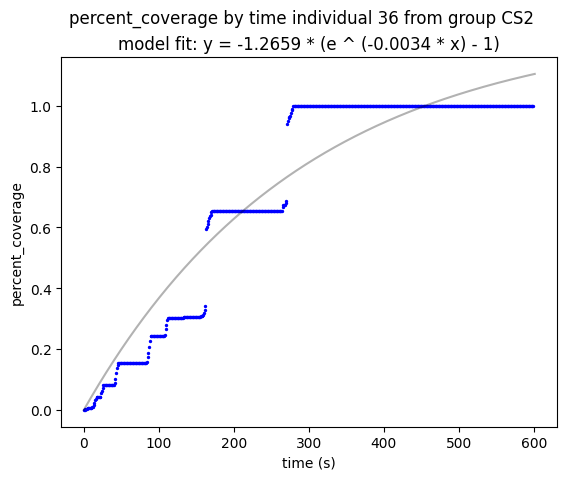 percent_coverage by time individual 36 from group CS2
model fit: y = -1.2659 * (e ^ (-0.0034 * x) - 1)
1.0
0.8
0.6
0.4
0.2
0.0
percent_coverage
0 100 200 300 400 500 600
time (s)